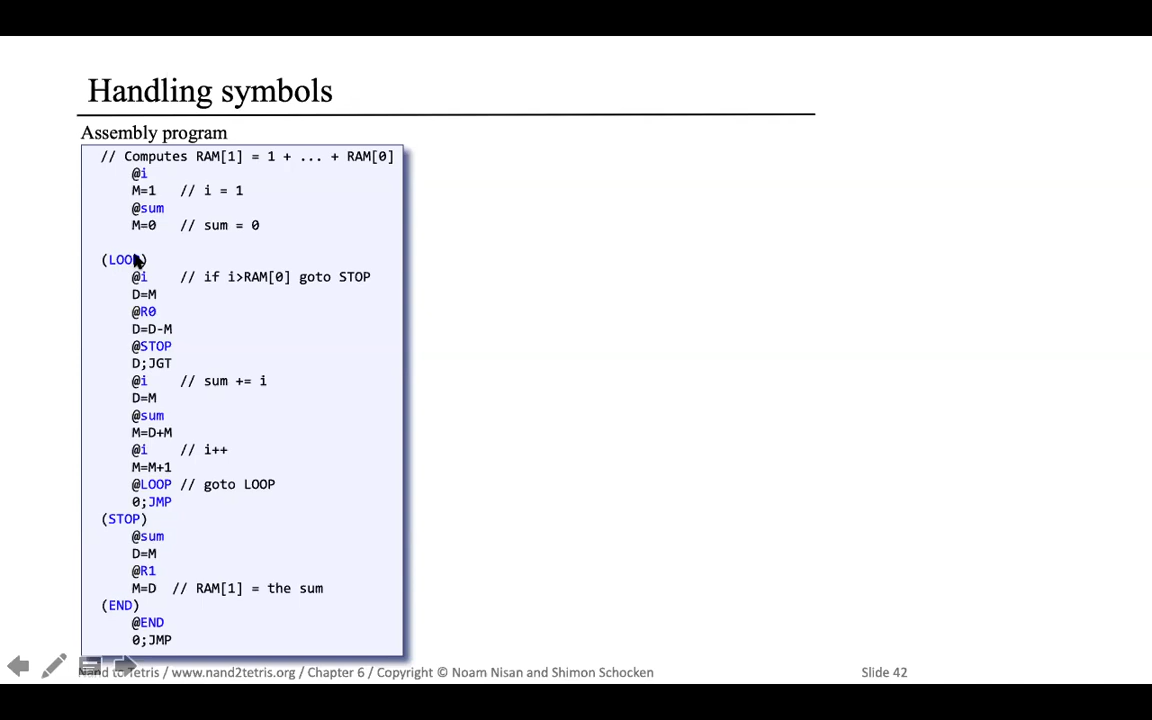 Handling symbols
Assembly program
// Computes RAM[1] = 1 + ... + RAM[0]
@i
M=1 // i = 1
@sum
M=0 // sum = 0
(LOOP)
@i // if i>RAM[0] goto STOP
D=M
@R0
D=D-M
@STOP
D;JGT
@i // sum += i
D=M
@sum
M=D+M
@i // i++
M=M+1
@LOOP // goto LOOP
0;JMP
(STOP)
@sum
D=M
@R1
M=D // RAM[1] = the sum
(END)
@END
0;JMP
Nand to Tetris / www.nand2tetris.org / Chapter 6 / Copyright © Noam Nisan and Shimon Schocken
Slide 42